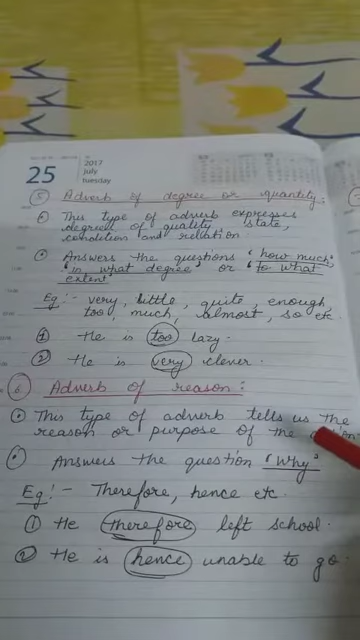 25
2017
July
Tuesday
⑤ Adverb of degree or quantity:
This type of adverb expresses
degree of quality, state,
condition and relation.
Answers the questions 'how much',
'in what degree' or 'to what
extent'
Eg:- very, little, quite, enough
too, much, almost, so etc.
① He is too lazy.
② He is very clever.
⑥ Adverb of reason:
This type of adverb tells us the
reason or purpose of the
Answers the question 'Why'
Eg!- Therefore, hence etc.
① He therefore left school.
② He is hence unable to go.